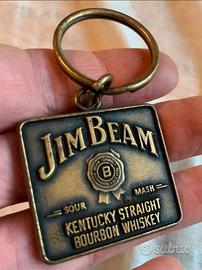 JIM BEAM
B
SOUR MASH
KENTUCKY STRAIGHT
BOURBON WHISKEY
subito